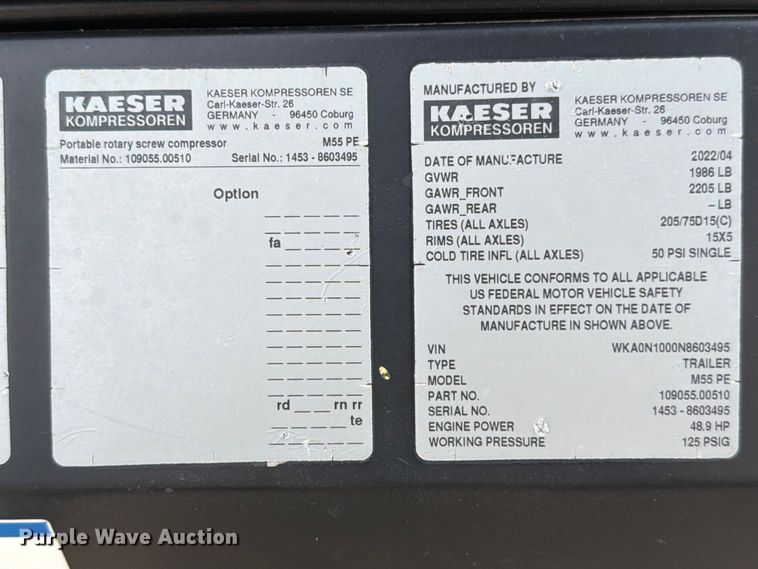 KAESER
KOMPRESSOREN
KAESER KOMPRESSOREN SE
Carl-Kaeser-Str. 26
GERMANY - 96450 Coburg
www.kaeser.com
Portable rotary screw compressor M55 PE
Material No.: 109055.00510 Serial No.: 1453 - 8603495
Option
fa
rd ___ rn rr
te
MANUFACTURED BY
KAESER
KOMPRESSOREN
KAESER KOMPRESSOREN SE
Carl-Kaeser-Str. 26
GERMANY - 96450 Coburg
www.kaeser.com
DATE OF MANUFACTURE 2022/04
GVWR 1986 LB
GAWR_FRONT 2205 LB
GAWR_REAR – LB
TIRES (ALL AXLES) 205/75D15(C)
RIMS (ALL AXLES) 15X5
COLD TIRE INFL (ALL AXLES) 50 PSI SINGLE
THIS VEHICLE CONFORMS TO ALL APPLICABLE
US FEDERAL MOTOR VEHICLE SAFETY
STANDARDS IN EFFECT ON THE DATE OF
MANUFACTURE IN SHOWN ABOVE.
VIN WKA0N1000N8603495
TYPE TRAILER
MODEL M55 PE
PART NO. 109055.00510
SERIAL NO. 1453 - 8603495
ENGINE POWER 48.9 HP
WORKING PRESSURE 125 PSIG
Purple Wave Auction